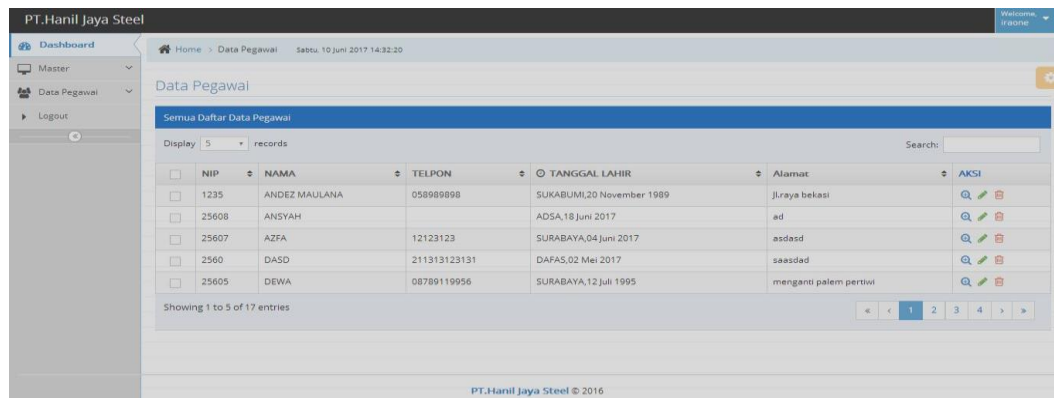 PT.Hanil Jaya Steel
Welcome, iraone
Dashboard
Home > Data Pegawai Sabtu, 10 Juni 2017 14:32:20
Master
Data Pegawai
Logout
Data Pegawai
Semua Daftar Data Pegawai
Display 5 records
Search:
NIP NAMA TELPON TANGGAL LAHIR Alamat AKSI
1235 ANDEZ MAULANA 058989898 SUKABUMI,20 November 1989 Jl.raya bekasi
25608 ANSYAH ADSA,18 Juni 2017 ad
25607 AZFA 12123123 SURABAYA,04 Juni 2017 asdasd
2560 DASD 211313123131 DAFAS,02 Mei 2017 saasdad
25605 DEWA 08789119956 SURABAYA,12 Juli 1995 menganti palem pertiwi
Showing 1 to 5 of 17 entries
« < 1 2 3 4 > »
PT.Hanil Jaya Steel © 2016